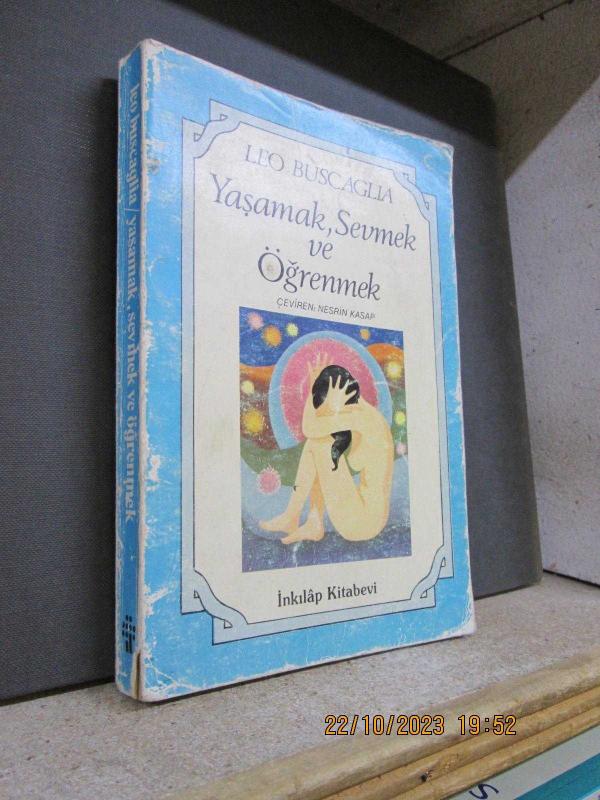 LEO BUSCAGLIA
Yaşamak, Sevmek
ve
Öğrenmek
ÇEVİREN: NESRİN KASAP
İnkılâp Kitabevi
leo buscaglia / yaşamak, sevmek ve öğrenmek
22/10/2023 19:52
S